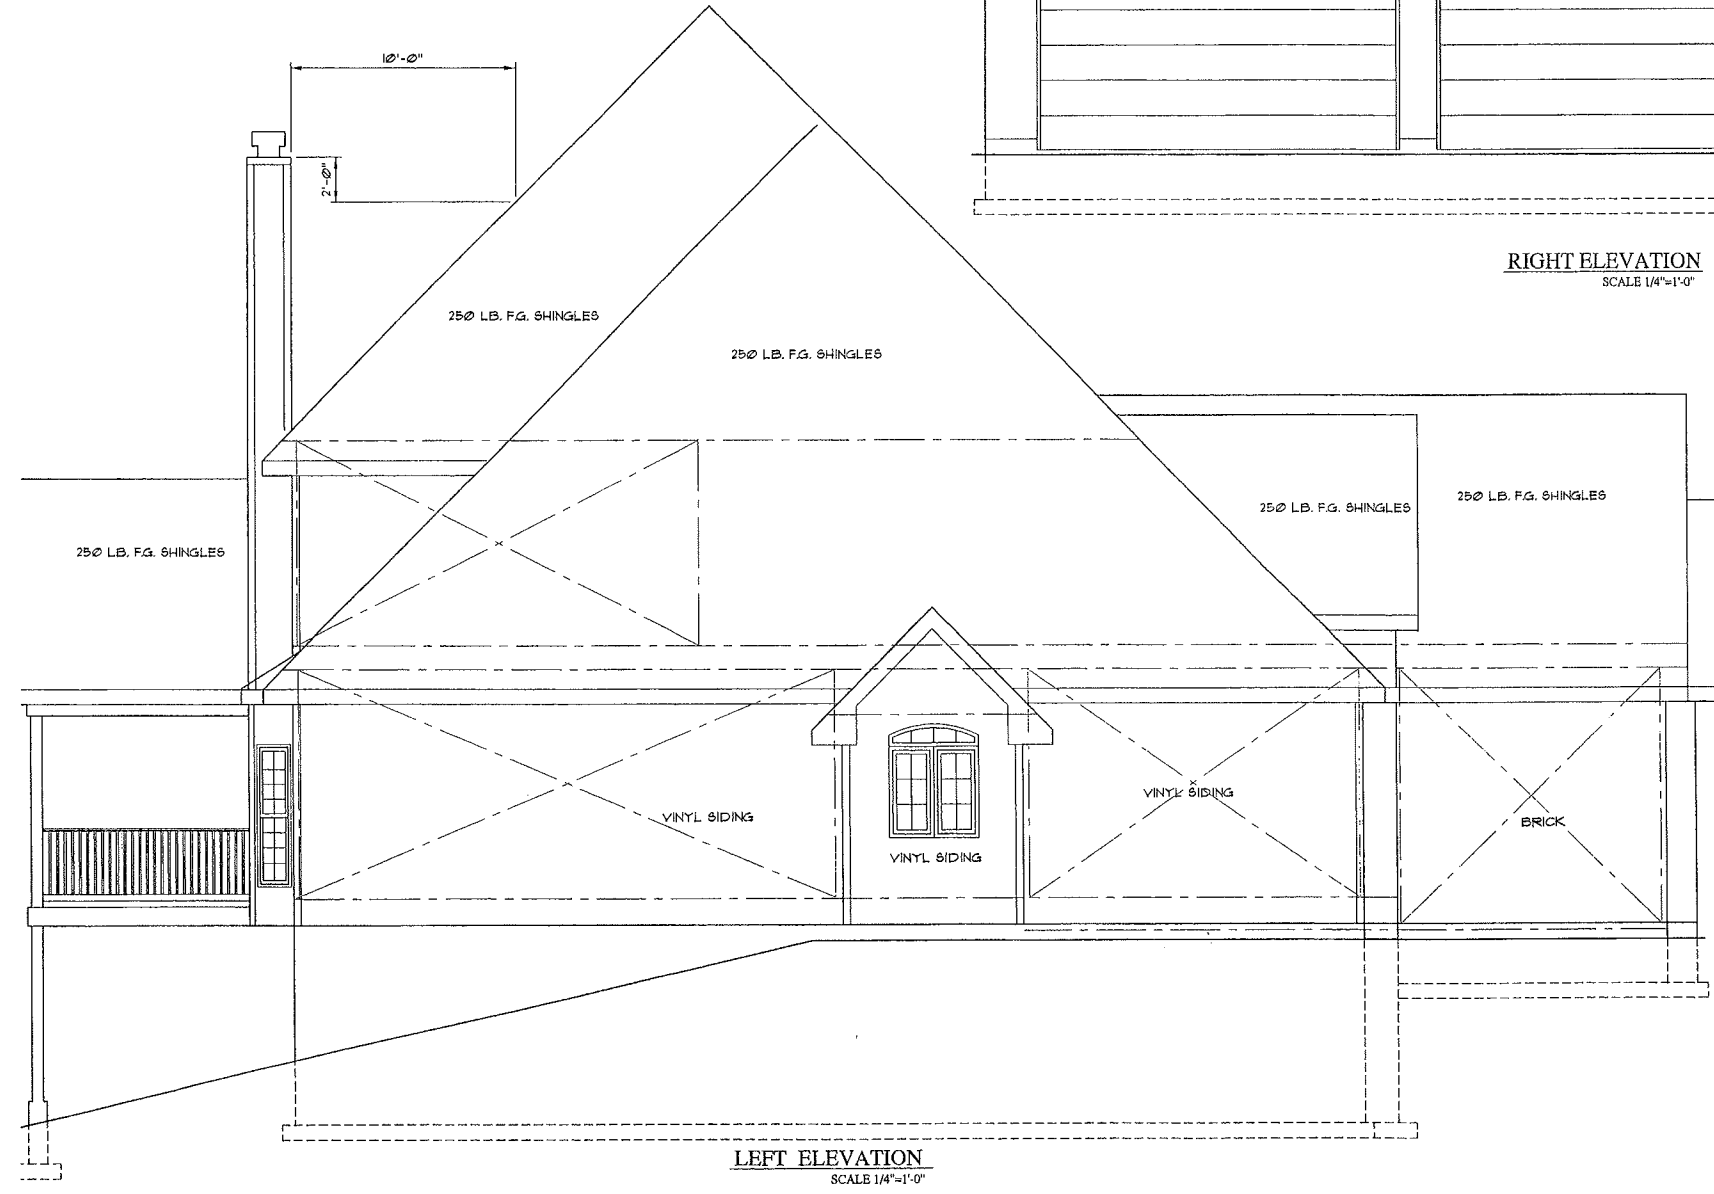 10'-0"
2'-0"
RIGHT ELEVATION
SCALE 1/4"=1'-0"
250 LB. F.G. SHINGLES
250 LB. F.G. SHINGLES
250 LB. F.G. SHINGLES
250 LB. F.G. SHINGLES
250 LB. F.G. SHINGLES
VINYL SIDING
VINYL SIDING
BRICK
VINYL SIDING
LEFT ELEVATION
SCALE 1/4"=1'-0"